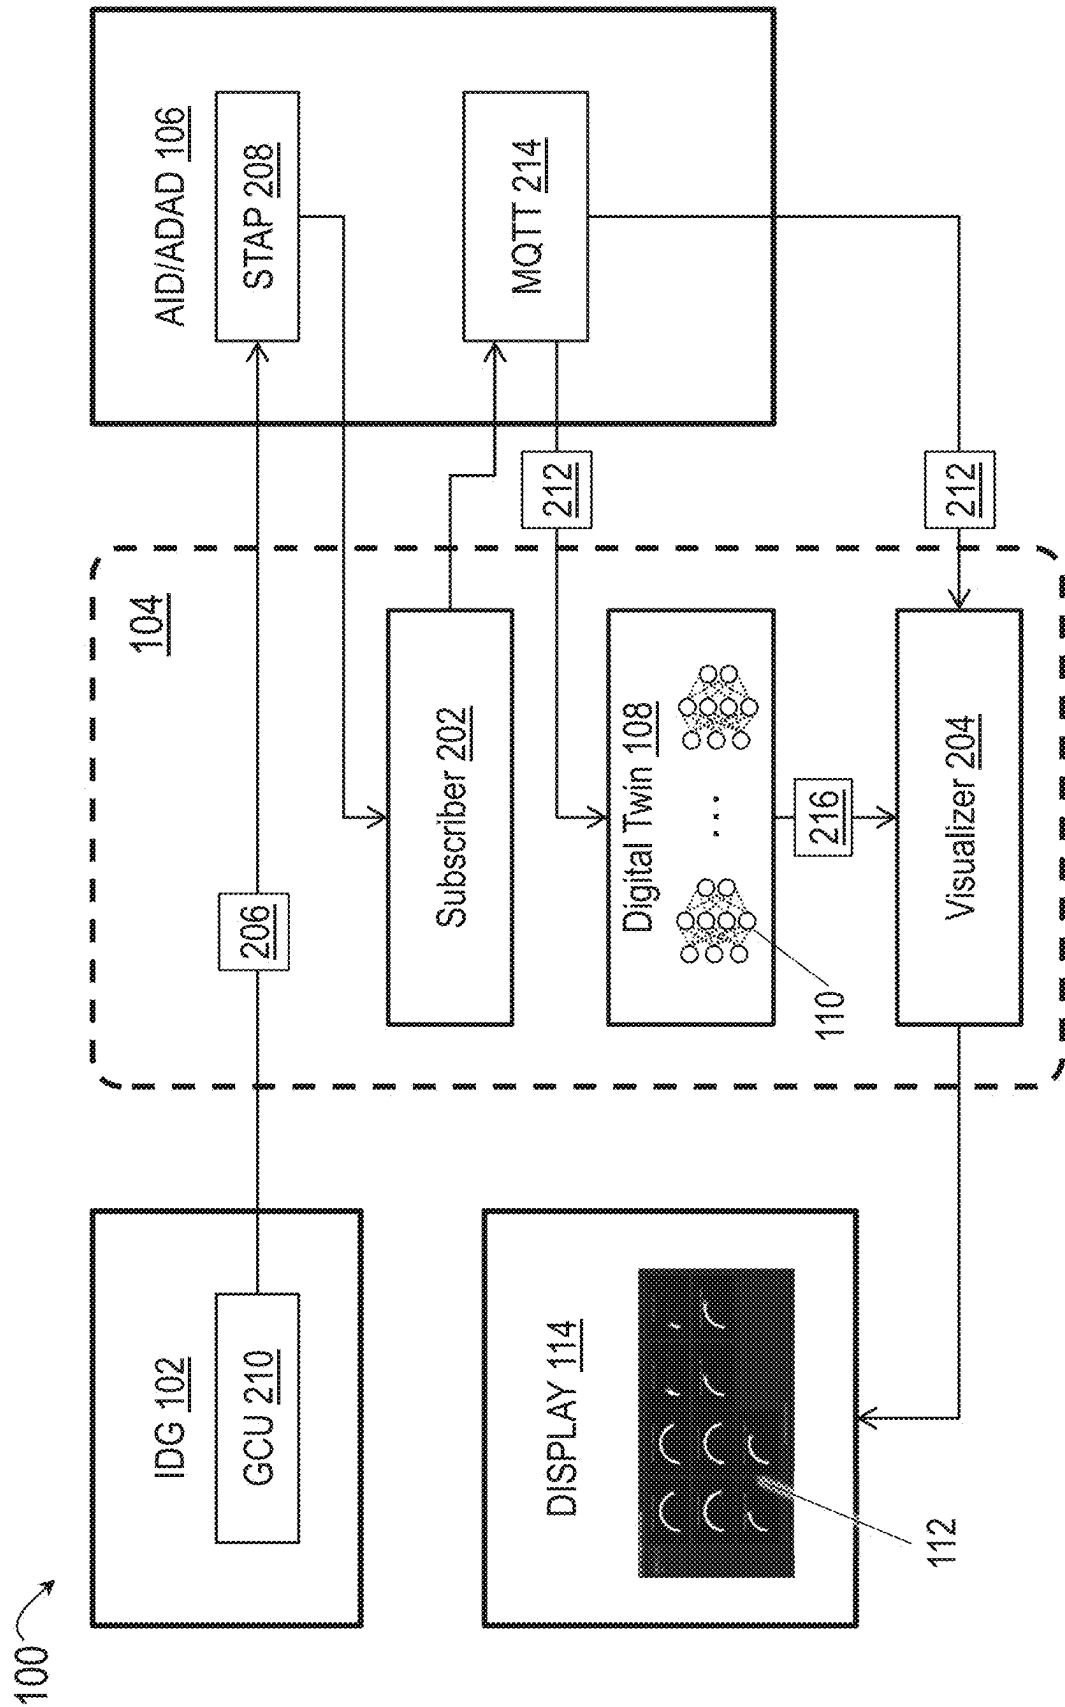 100
IDG 102
GCU 210
206
104
AID/ADAD 106
STAP 208
Subscriber 202
MQTT 214
212
Digital Twin 108
110
216
212
Visualizer 204
DISPLAY 114
112